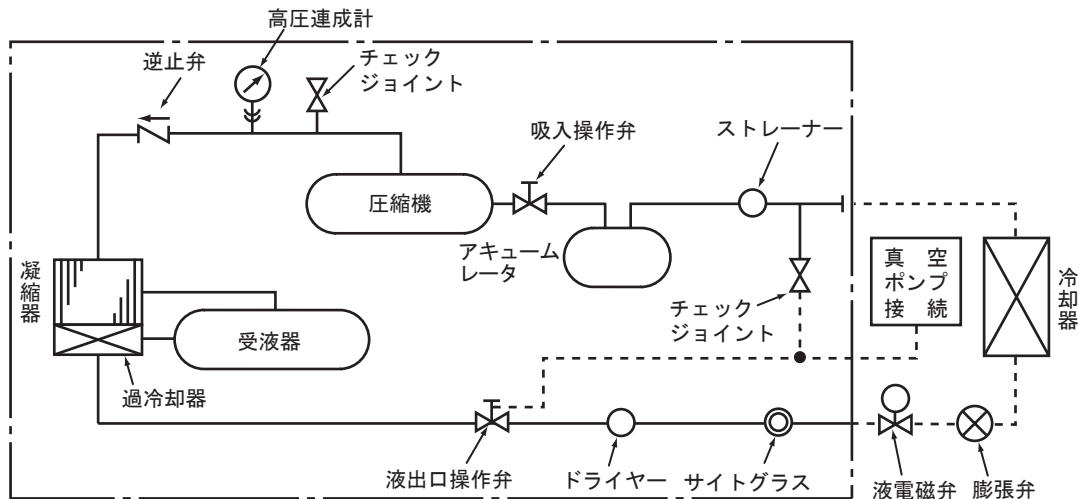 高圧連成計
逆止弁
チェック
ジョイント
吸入操作弁
ストレーナー
圧縮機
アキューム
レータ
真空
ポンプ
接続
冷却器
凝縮器
チェック
ジョイント
受液器
過冷却器
液出口操作弁
ドライヤー
サイトグラス
液電磁弁
膨張弁